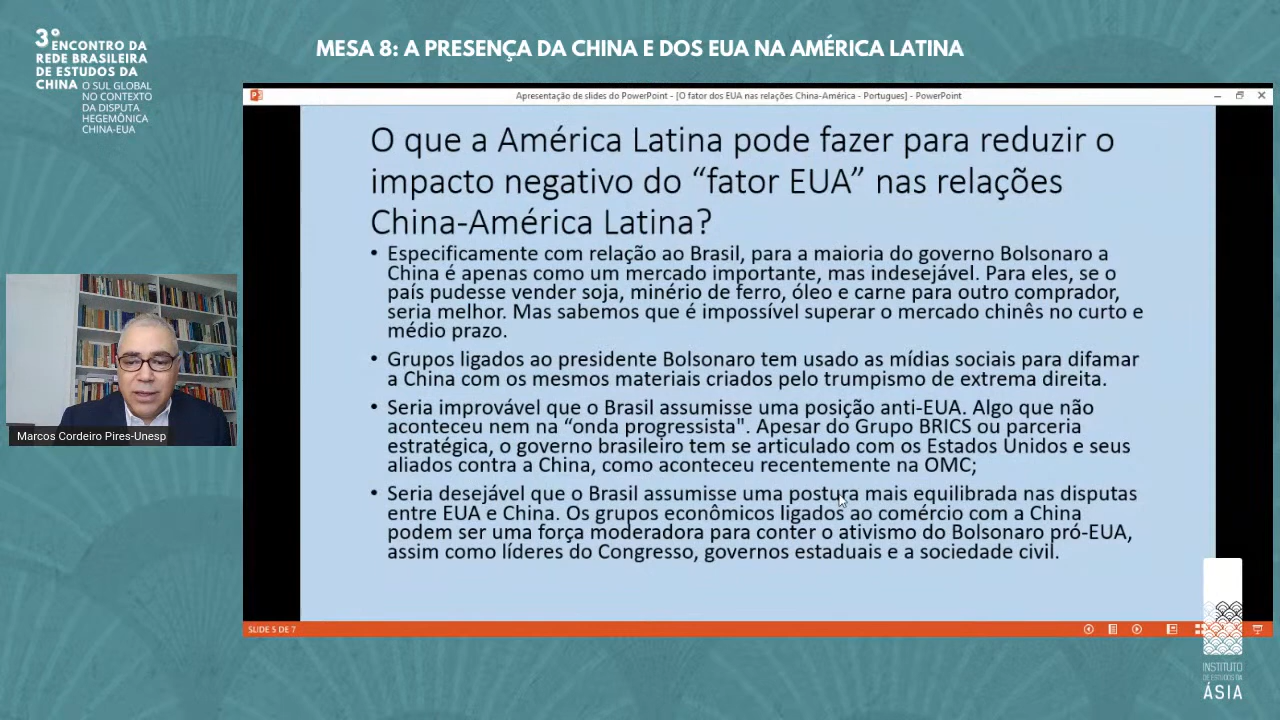 3º ENCONTRO DA
REDE BRASILEIRA
DE ESTUDOS DA
CHINA O SUL GLOBAL
NO CONTEXTO
DA DISPUTA
HEGEMÔNICA
CHINA-EUA
MESA 8: A PRESENÇA DA CHINA E DOS EUA NA AMÉRICA LATINA
Apresentação de slides do PowerPoint - [O fator dos EUA nas relações China-América - Portugues] - PowerPoint
O que a América Latina pode fazer para reduzir o
impacto negativo do “fator EUA” nas relações
China-América Latina?
• Especificamente com relação ao Brasil, para a maioria do governo Bolsonaro a
China é apenas como um mercado importante, mas indesejável. Para eles, se o
país pudesse vender soja, minério de ferro, óleo e carne para outro comprador,
seria melhor. Mas sabemos que é impossível superar o mercado chinês no curto e
médio prazo.
• Grupos ligados ao presidente Bolsonaro tem usado as mídias sociais para difamar
a China com os mesmos materiais criados pelo trumpismo de extrema direita.
• Seria improvável que o Brasil assumisse uma posição anti-EUA. Algo que não
aconteceu nem na “onda progressista". Apesar do Grupo BRICS ou parceria
estratégica, o governo brasileiro tem se articulado com os Estados Unidos e seus
aliados contra a China, como aconteceu recentemente na OMC;
• Seria desejável que o Brasil assumisse uma postura mais equilibrada nas disputas
entre EUA e China. Os grupos econômicos ligados ao comércio com a China
podem ser uma força moderadora para conter o ativismo do Bolsonaro pró-EUA,
assim como líderes do Congresso, governos estaduais e a sociedade civil.
Marcos Cordeiro Pires-Unesp
SLIDE 5 DE 7
INSTITUTO
DE ESTUDOS DA
ÁSIA